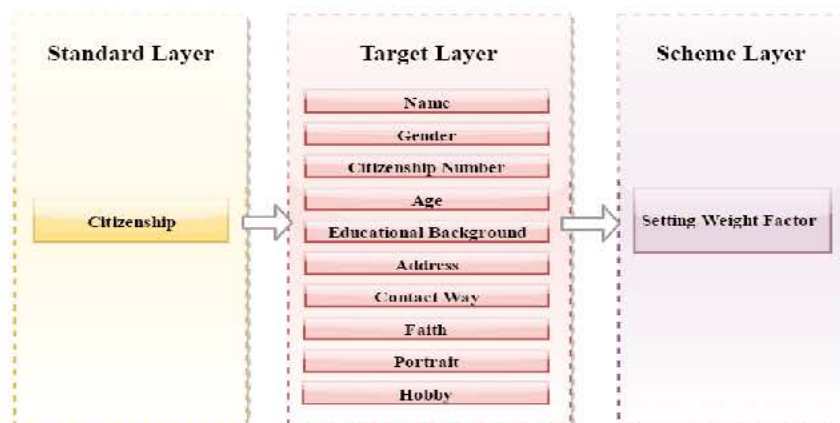 Standard Layer
Citizenship
Target Layer
Name
Gender
Citizenship Number
Age
Educational Background
Address
Contact Way
Faith
Portrait
Hobby
Scheme Layer
Setting Weight Factor